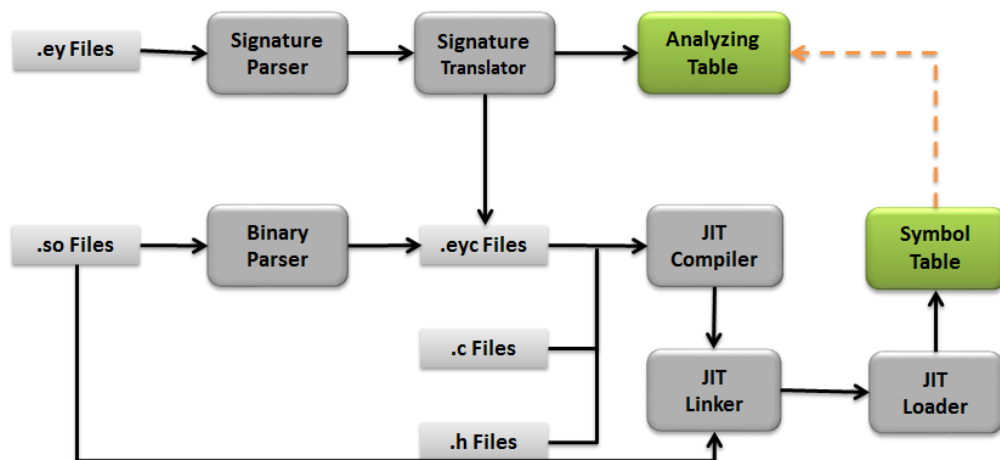 .ey Files
Signature
Parser
Signature
Translator
Analyzing
Table
.so Files
Binary
Parser
.eyc Files
JIT
Compiler
Symbol
Table
.c Files
JIT
Linker
JIT
Loader
.h Files